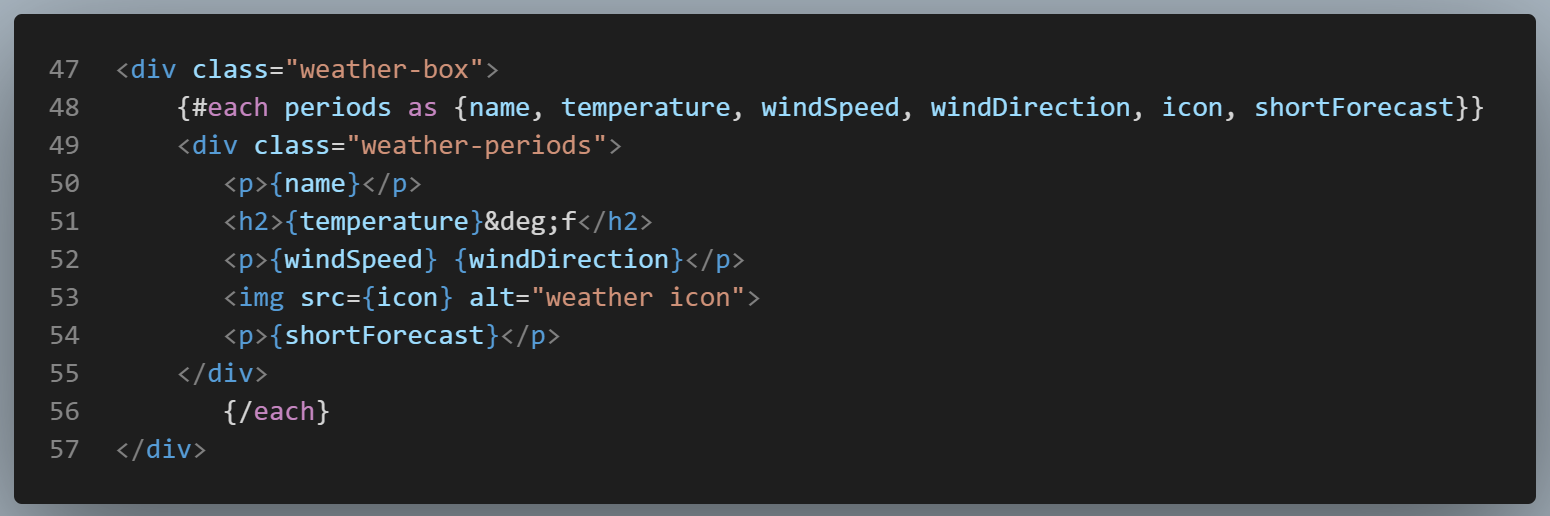 47 <div class="weather-box">
48     {#each periods as {name, temperature, windSpeed, windDirection, icon, shortForecast}}
49     <div class="weather-periods">
50        <p>{name}</p>
51        <h2>{temperature}&deg;f</h2>
52        <p>{windSpeed} {windDirection}</p>
53        <img src={icon} alt="weather icon">
54        <p>{shortForecast}</p>
55     </div>
56        {/each}
57 </div>